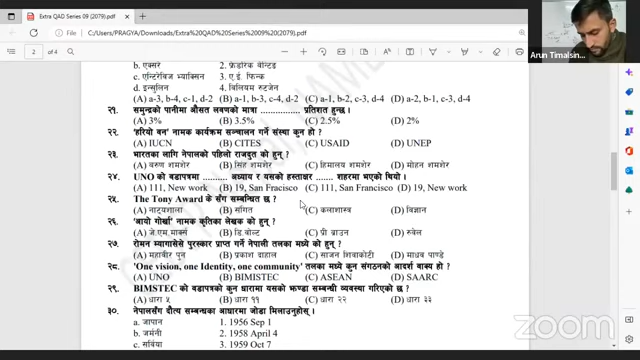 Extra QAD Series 09 (2079).pdf
File
C:/Users/PRAGYA/Downloads/Extra%20QAD%20Series%2009%20(2079).pdf
2 of 4
Arun Timalsin...
b. एक्सरे 2. फ्रेडरिक वोन्टिङ
c. एन्टिरेबिज भ्याक्सिन 3. ए.ई. फिन्क
d. इन्सुलिन 4. विलियम रुटजेन
(A) a-3, b-4, c-1, d-2 (B) a-1, b-3, c-4, d-2 (C) a-1, b-2, c-3, d-4 (D) a-2, b-1, c-3, d-4
२१. समुन्द्रको पानीमा औसत लवणको मात्रा ................ प्रतिशत हुन्छ।
(A) 3% (B) 3.5% (C) 2.5% (D) 2%
२२. 'हरियो वन' नामक कार्यक्रम सञ्चालन गर्ने संस्था कुन हो ?
(A) IUCN (B) CITES (C) USAID (D) UNEP
२३. भारतका लागि नेपालको पहिलो राजदुत को हुन् ?
(A) वरुण शमशेर (B) सिंह शमशेर (C) हिमालय शमशेर (D) मोहन शमशेर
२४. UNO को वडापत्रमा ........... अध्याय र यसको हस्ताक्षर ....... शहरमा भएको थियो।
(A) 111, New work (B) 19, San Fracisco (C) 111, San Francisco (D) 19, New work
२५. The Tony Award के सँग सम्बन्धित छ ?
(A) नाट्यशाला (B) संगित (C) कलाशास्त्र (D) विज्ञान
२६. 'आयो गोर्खा' नामक कृतिका लेखक को हुन् ?
(A) जे.एम.मार्क्स (B) डि.वोल्ट (C) प्री ब्राउन (D) रुवेल
२७. रोमन म्यागासेसे पुरस्कार प्राप्त गर्ने नेपाली तलका मध्ये को हुन् ?
(A) महावीर पुन (B) प्रकाश दाहाल (C) साजन शिवाकोटी (D) माधव पाण्डे
२८. 'One vision, one Identity, one community' तलका मध्ये कुन संगठनको आदर्श वाक्य हो ?
(A) UNO (B) BIMISTEC (C) ASEAN (D) SAARC
२९. BIMSTEC को वडापत्रको कुन धारामा यसको झण्डा सम्बन्धी व्यवस्था गरिएको छ ?
(A) धारा ५ (B) धारा ११ (C) धारा २२ (D) धारा ३३
३०. नेपालसँग दौत्य सम्बन्धका आधारमा जोडा मिलाउनुहोस्।
a. जापान 1. 1956 Sep 1
b. जर्मनी 2. 1958 April 4
c. सर्विया 3. 1959 Oct 7
zoom